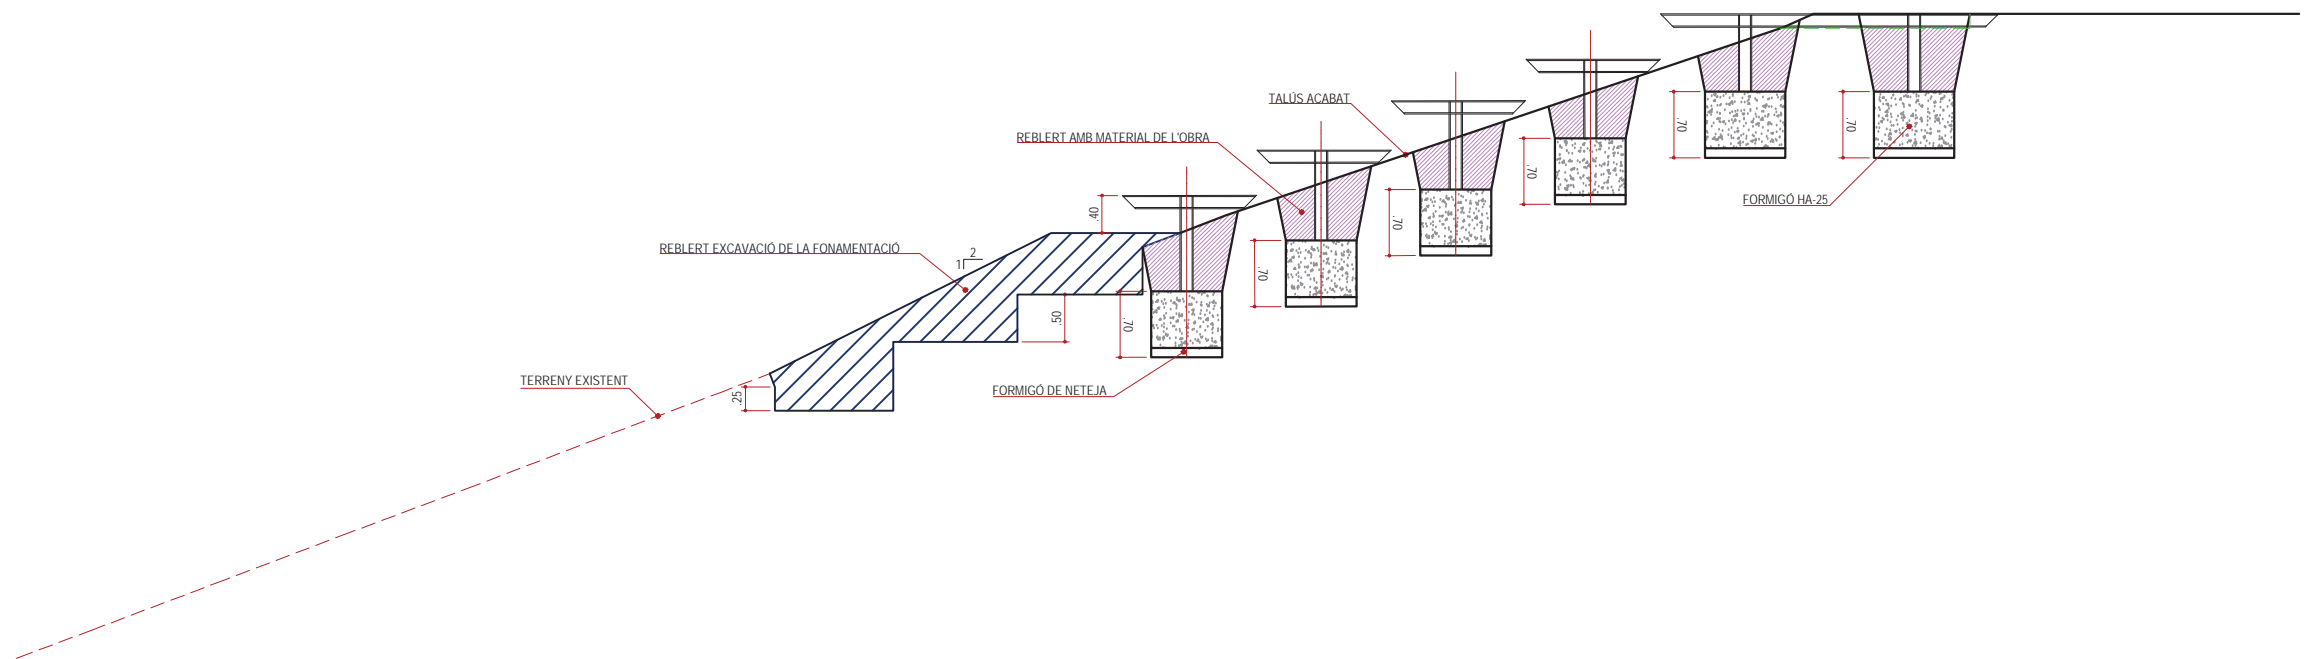 TALÚS ACABAT
.70
.70
REBLERT AMB MATERIAL DE L'OBRA
.70
FORMIGÓ HA-25
.40
.70
REBLERT EXCAVACIÓ DE LA FONAMENTACIÓ
1
2
.70
.50
.70
TERRENY EXISTENT
.25
FORMIGÓ DE NETEJA